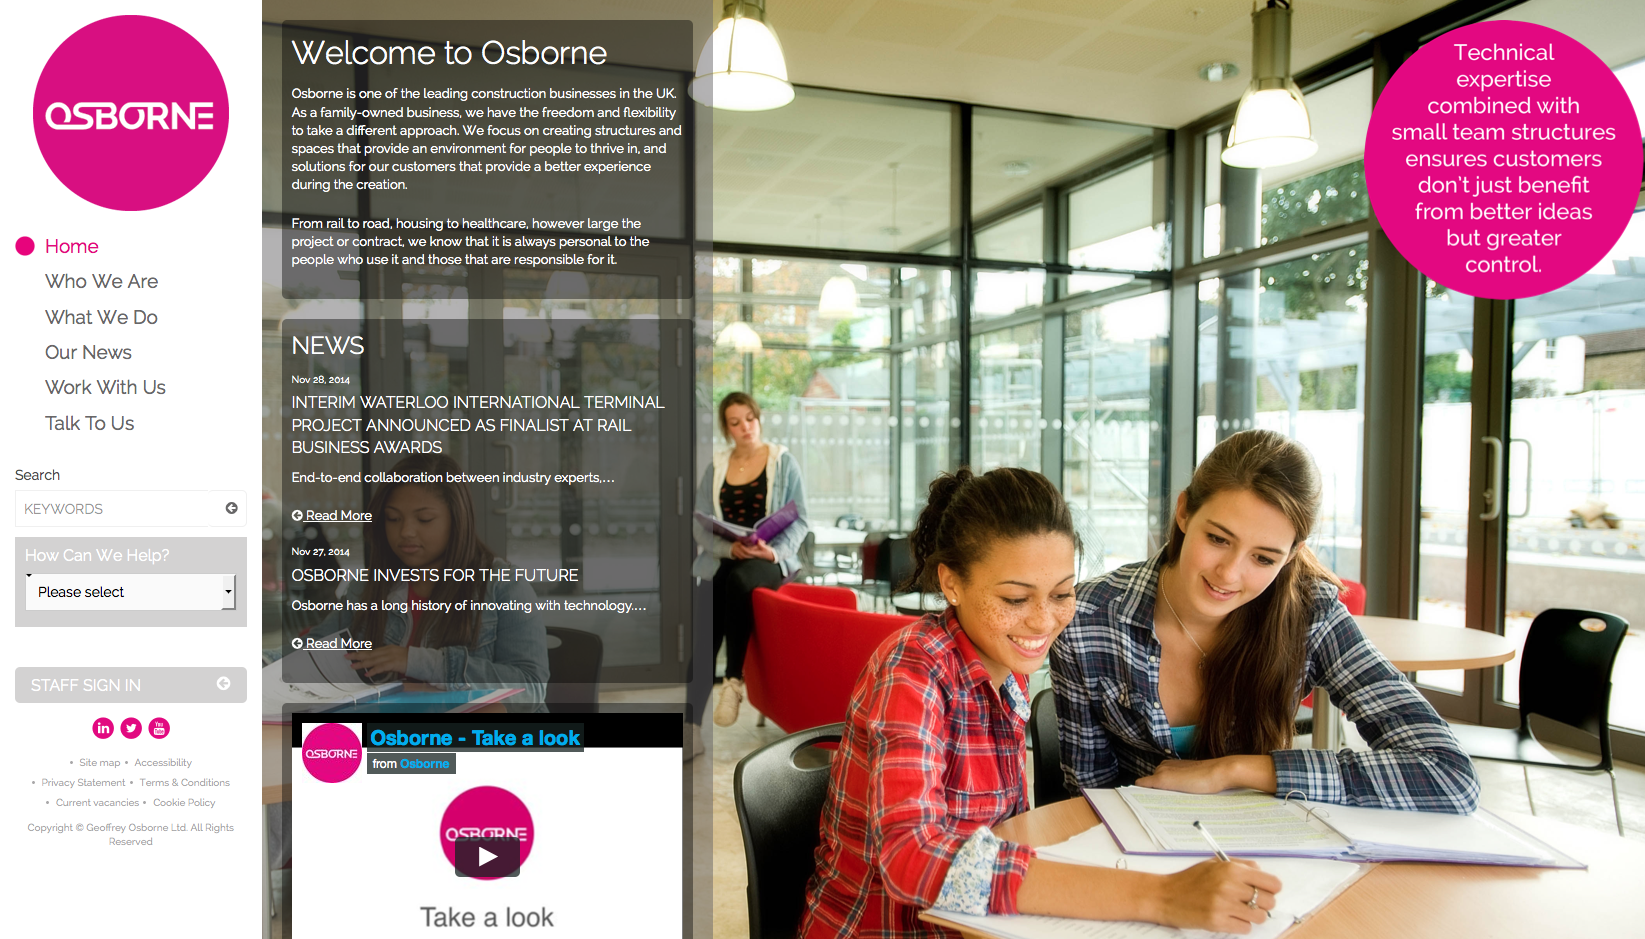 OSBORNE
Home
Who We Are
What We Do
Our News
Work With Us
Talk To Us
Search
KEYWORDS
How Can We Help?
Please select
STAFF SIGN IN
in
You
Tube
• Site map • Accessibility
• Privacy Statement • Terms & Conditions
• Current vacancies • Cookie Policy
Copyright © Geoffrey Osborne Ltd. All Rights
Reserved
Welcome to Osborne
Osborne is one of the leading construction businesses in the UK.
As a family-owned business, we have the freedom and flexibility
to take a different approach. We focus on creating structures and
spaces that provide an environment for people to thrive in, and
solutions for our customers that provide a better experience
during the creation.
From rail to road, housing to healthcare, however large the
project or contract, we know that it is always personal to the
people who use it and those that are responsible for it.
NEWS
Nov 28, 2014
INTERIM WATERLOO INTERNATIONAL TERMINAL
PROJECT ANNOUNCED AS FINALIST AT RAIL
BUSINESS AWARDS
End-to-end collaboration between industry experts,...
Read More
Nov 27, 2014
OSBORNE INVESTS FOR THE FUTURE
Osborne has a long history of innovating with technology....
Read More
OSBORNE
Osborne - Take a look
from Osborne
OSBORNE
Take a look
Technical
expertise
combined with
small team structures
ensures customers
don't just benefit
from better ideas
but greater
control.